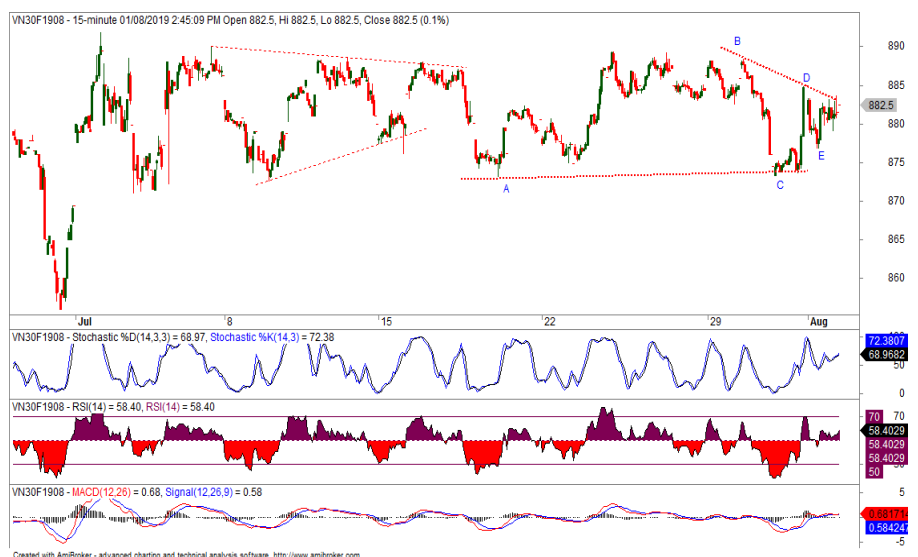 VN30F1908 - 15-minute 01/08/2019 2:45:09 PM Open 882.5, Hi 882.5, Lo 882.5, Close 882.5 (0.1%)
890
B
885
D
882.5
880
E
875
A
C
870
865
860
Jul 8 15 22 29 Aug
VN30F1908 - Stochastic %D(14,3,3) = 68.97, Stochastic %K(14,3) = 72.38
72.3807
68.9682
50
0
VN30F1908 - RSI(14) = 58.40, RSI(14) = 58.40
70 70
58.4029
58.4029
58.4029
50
VN30F1908 - MACD(12,26) = 0.68, Signal(12,26,9) = 0.58
5
0.681714
0.584247
-5
Created with AmiBroker - advanced charting and technical analysis software. http://www.amibroker.com